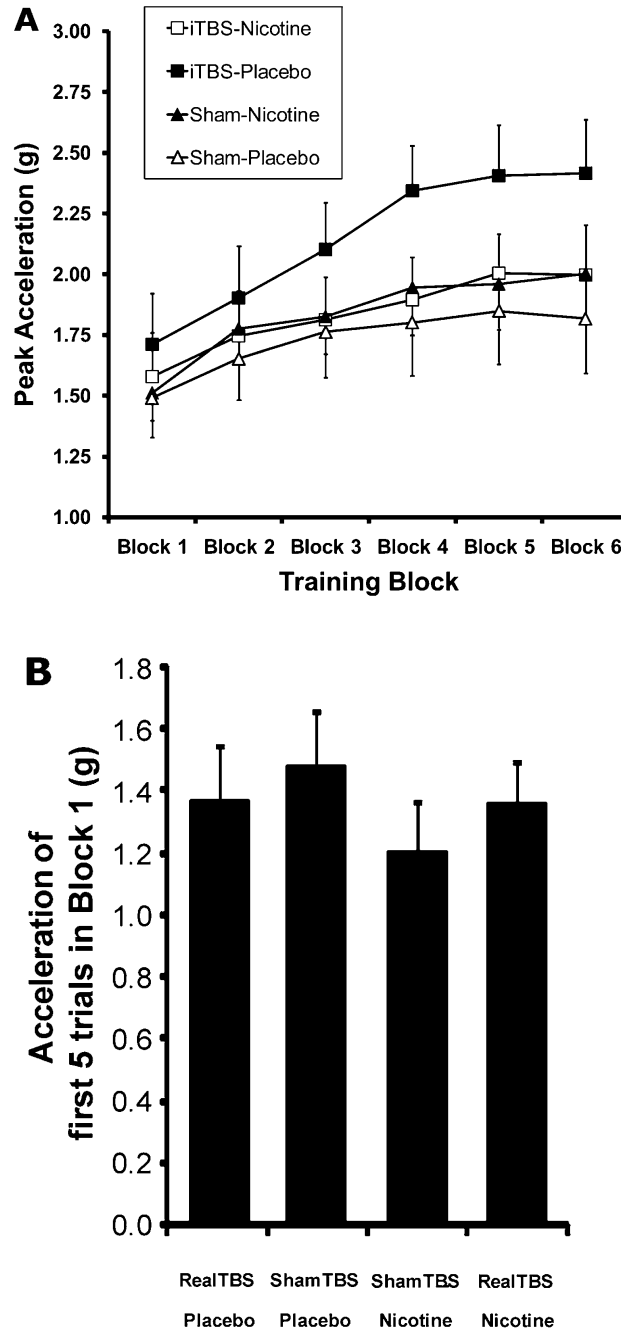 A
iTBS-Nicotine
iTBS-Placebo
Sham-Nicotine
Sham-Placebo
3.00
2.75
2.50
2.25
2.00
1.75
1.50
1.25
1.00
Peak Acceleration (g)
Block 1 Block 2 Block 3 Block 4 Block 5 Block 6
Training Block
B
1.8
1.6
1.4
1.2
1.0
0.8
0.6
0.4
0.2
0.0
Acceleration of
first 5 trials in Block 1 (g)
RealTBS ShamTBS ShamTBS RealTBS
Placebo Placebo Nicotine Nicotine